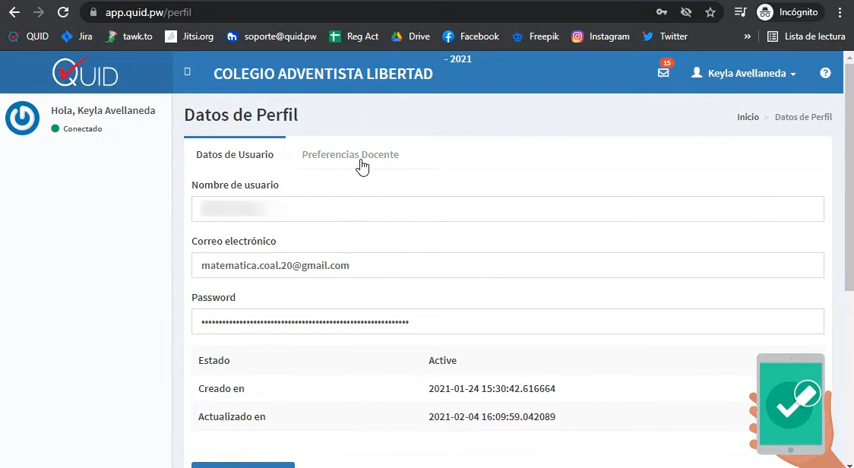 app.quid.pw/perfil
Incógnito
QUID
Jira
tawk.to
Jitsi.org
soporte@quid.pw
Reg Act
Drive
Facebook
Freepik
Instagram
Twitter
»
Lista de lectura
QUID
COLEGIO ADVENTISTA LIBERTAD
- 2021
15
Keyla Avellaneda
?
Hola, Keyla Avellaneda
Conectado
Datos de Perfil
Inicio > Datos de Perfil
Datos de Usuario
Preferencias Docente
Nombre de usuario
Correo electrónico
matematica.coal.20@gmail.com
Password
Estado Active
Creado en 2021-01-24 15:30:42.616664
Actualizado en 2021-02-04 16:09:59.042089